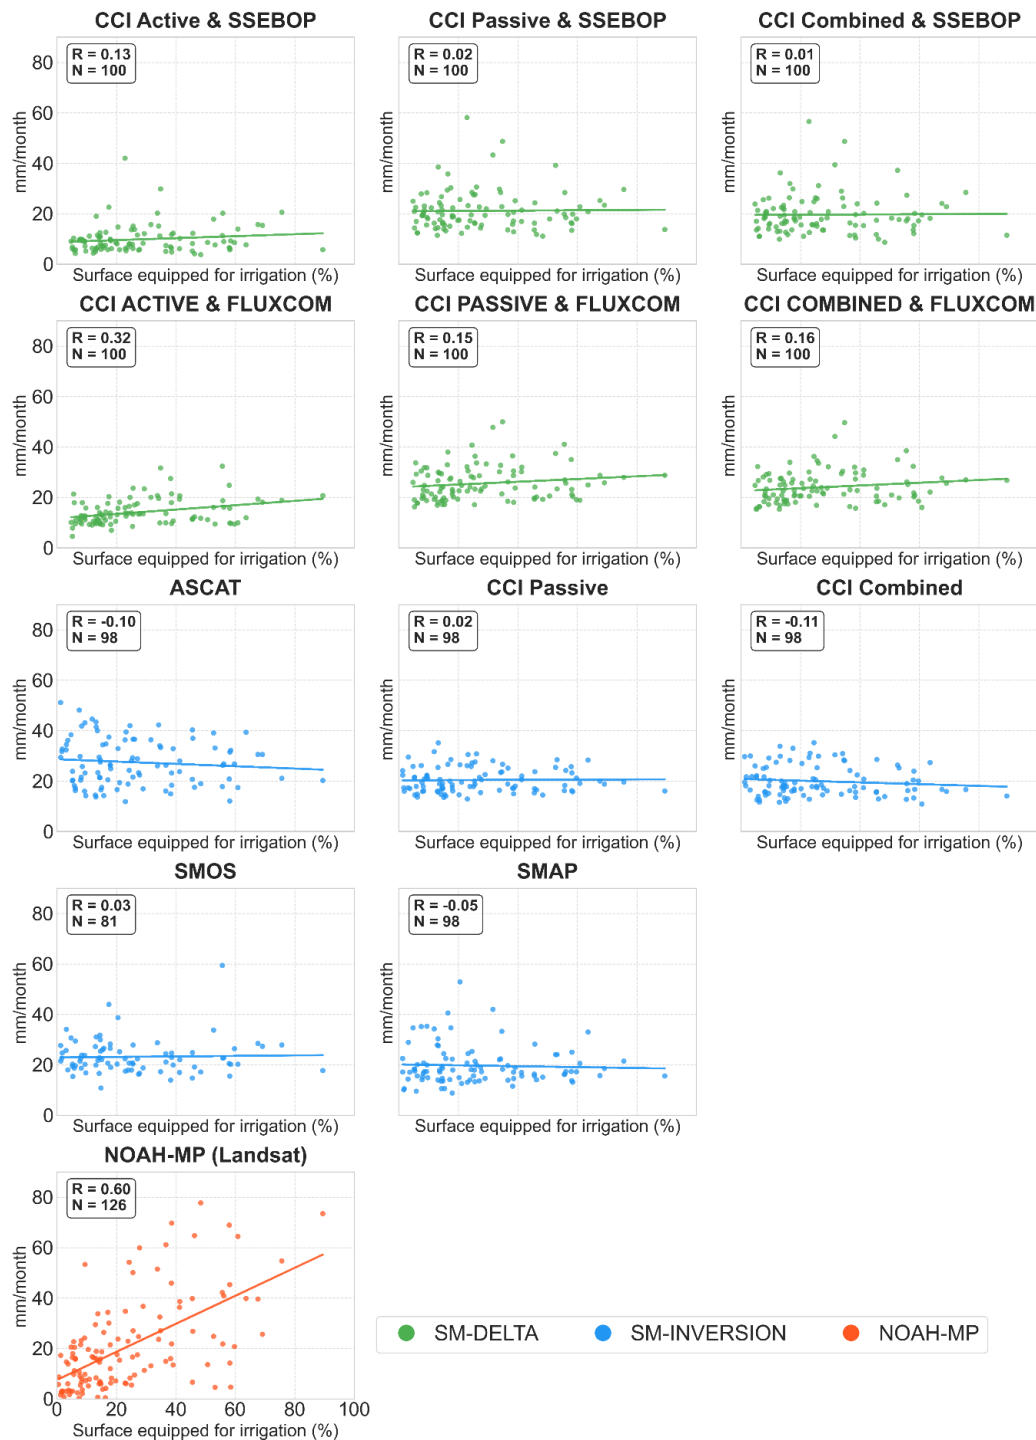 CCI Active & SSEBOP
CCI Passive & SSEBOP
CCI Combined & SSEBOP
R = 0.13
N = 100
R = 0.02
N = 100
R = 0.01
N = 100
80
60
40
20
0
mm/month
mm/month
mm/month
Surface equipped for irrigation (%)
Surface equipped for irrigation (%)
Surface equipped for irrigation (%)
CCI ACTIVE & FLUXCOM
CCI PASSIVE & FLUXCOM
CCI COMBINED & FLUXCOM
R = 0.32
N = 100
R = 0.15
N = 100
R = 0.16
N = 100
80
60
40
20
0
mm/month
mm/month
mm/month
Surface equipped for irrigation (%)
Surface equipped for irrigation (%)
Surface equipped for irrigation (%)
ASCAT
CCI Passive
CCI Combined
R = -0.10
N = 98
R = 0.02
N = 98
R = -0.11
N = 98
80
60
40
20
0
mm/month
mm/month
mm/month
Surface equipped for irrigation (%)
Surface equipped for irrigation (%)
Surface equipped for irrigation (%)
SMOS
SMAP
R = 0.03
N = 81
R = -0.05
N = 98
80
60
40
20
0
mm/month
mm/month
Surface equipped for irrigation (%)
Surface equipped for irrigation (%)
NOAH-MP (Landsat)
R = 0.60
N = 126
80
60
40
20
0
mm/month
0 20 40 60 80 100
Surface equipped for irrigation (%)
SM-DELTA
SM-INVERSION
NOAH-MP